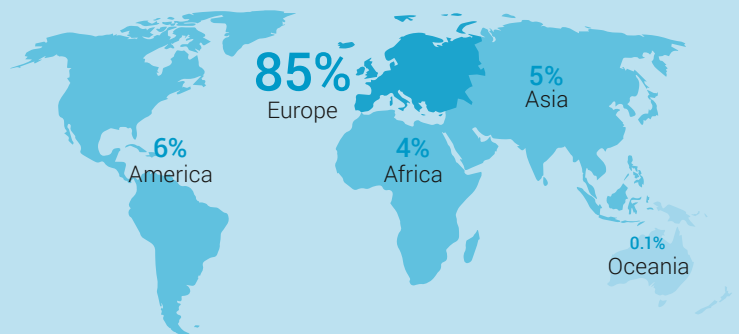 85%
Europe
5%
Asia
6%
America
4%
Africa
0.1%
Oceania